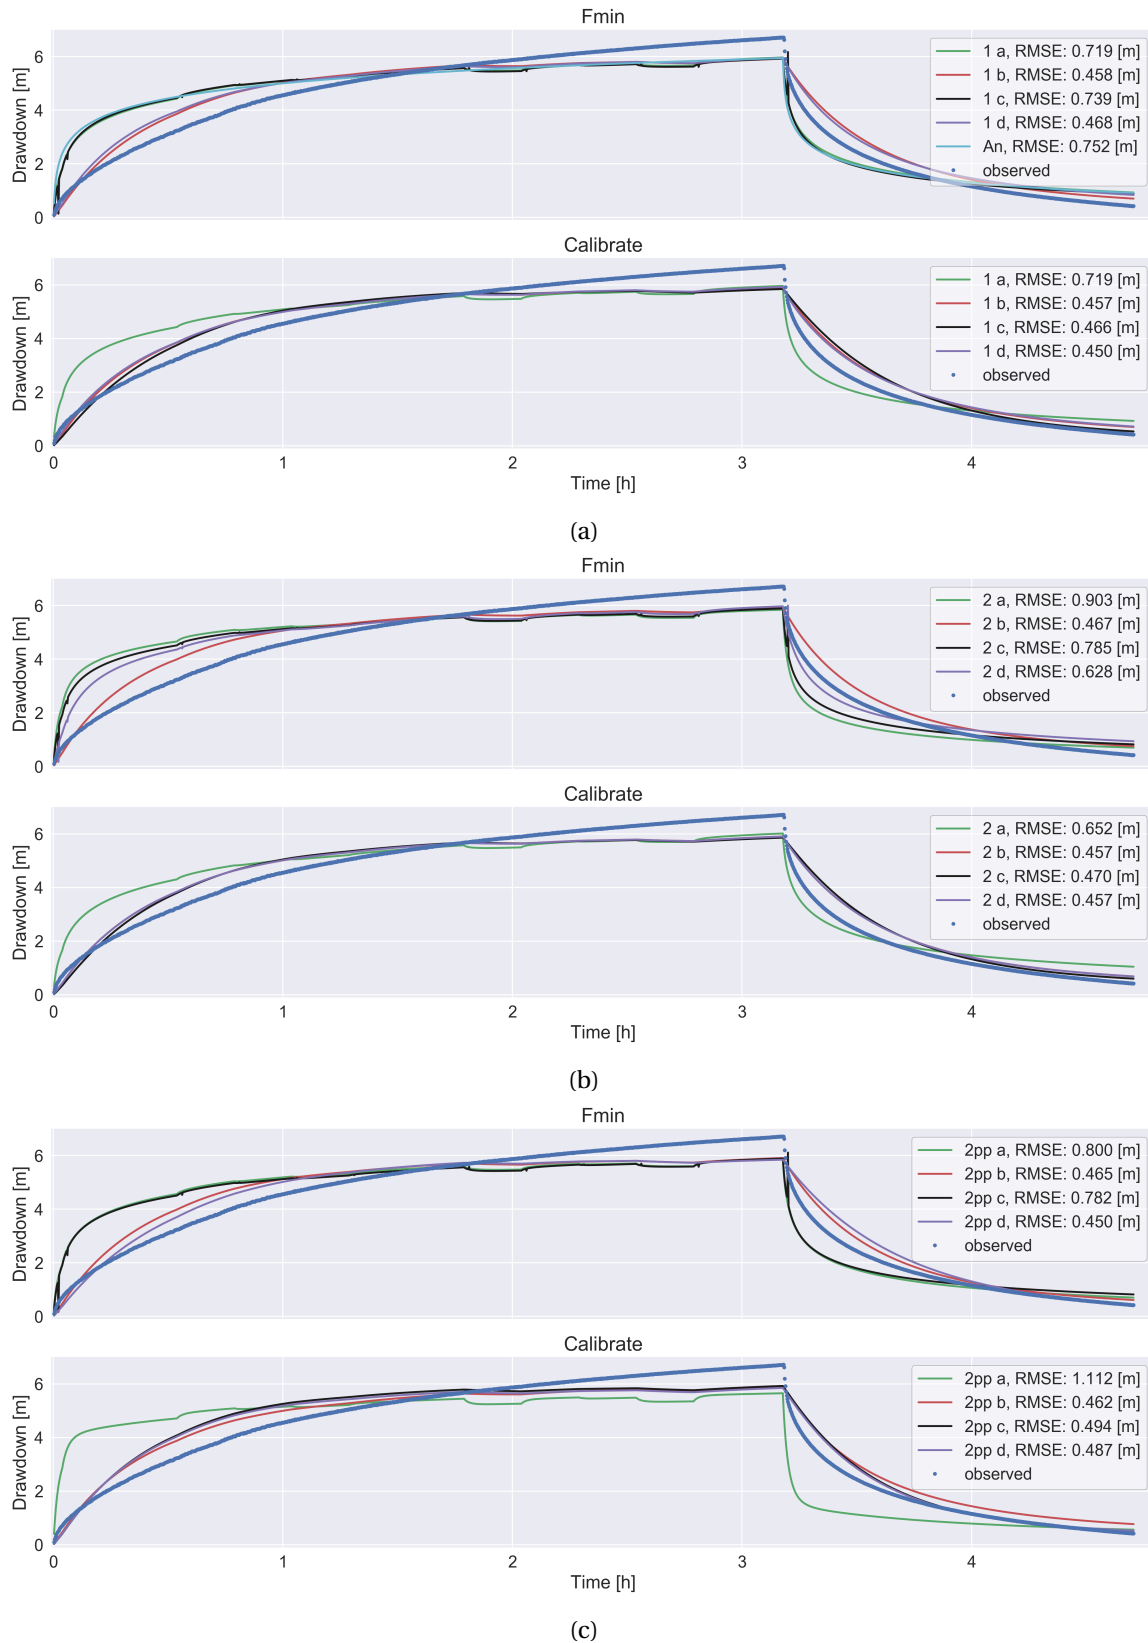 Fmin
Drawdown [m]
6
4
2
0
1 a, RMSE: 0.719 [m]
1 b, RMSE: 0.458 [m]
1 c, RMSE: 0.739 [m]
1 d, RMSE: 0.468 [m]
An, RMSE: 0.752 [m]
observed
Calibrate
Drawdown [m]
6
4
2
0
1 a, RMSE: 0.719 [m]
1 b, RMSE: 0.457 [m]
1 c, RMSE: 0.466 [m]
1 d, RMSE: 0.450 [m]
observed
0 1 2 3 4
Time [h]
(a)
Fmin
Drawdown [m]
6
4
2
0
2 a, RMSE: 0.903 [m]
2 b, RMSE: 0.467 [m]
2 c, RMSE: 0.785 [m]
2 d, RMSE: 0.628 [m]
observed
Calibrate
Drawdown [m]
6
4
2
0
2 a, RMSE: 0.652 [m]
2 b, RMSE: 0.457 [m]
2 c, RMSE: 0.470 [m]
2 d, RMSE: 0.457 [m]
observed
0 1 2 3 4
Time [h]
(b)
Fmin
Drawdown [m]
6
4
2
0
2pp a, RMSE: 0.800 [m]
2pp b, RMSE: 0.465 [m]
2pp c, RMSE: 0.782 [m]
2pp d, RMSE: 0.450 [m]
observed
Calibrate
Drawdown [m]
6
4
2
0
2pp a, RMSE: 1.112 [m]
2pp b, RMSE: 0.462 [m]
2pp c, RMSE: 0.494 [m]
2pp d, RMSE: 0.487 [m]
observed
0 1 2 3 4
Time [h]
(c)